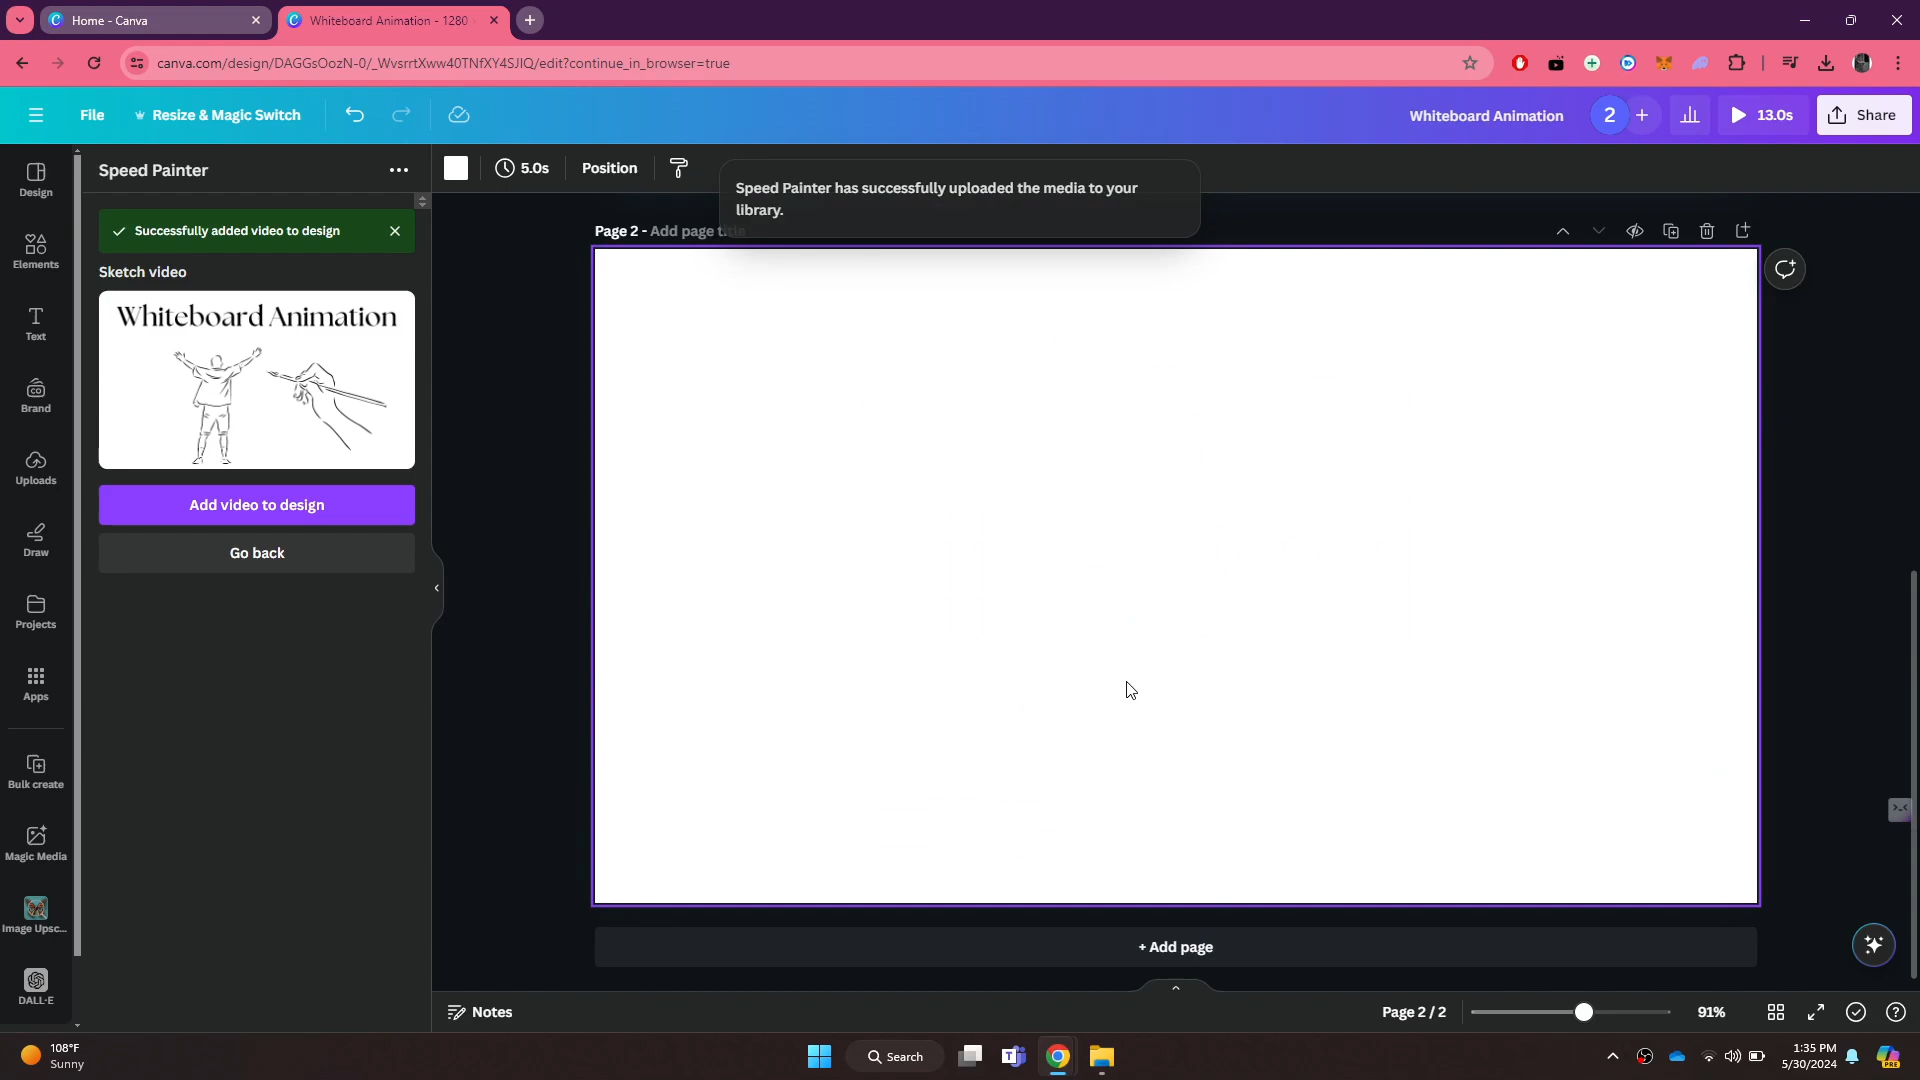 Home - Canva
Whiteboard Animation - 1280
canva.com/design/DAGGsOozN-0/_WvsrrtXww40TNfXY4SJIQ/edit?continue_in_browser=true
File
Resize & Magic Switch
Whiteboard Animation
2
13.0s
Share
Speed Painter
5.0s
Position
Speed Painter has successfully uploaded the media to your
library.
Design
Elements
Text
Brand
Uploads
Draw
Projects
Apps
Bulk create
Magic Media
Image Upsc...
DALL·E
Successfully added video to design
Sketch video
Whiteboard Animation
Add video to design
Go back
Page 2 - Add page t
+ Add page
Notes
Page 2 / 2
91%
108°F
Sunny
Search
1:35 PM
5/30/2024
PRE